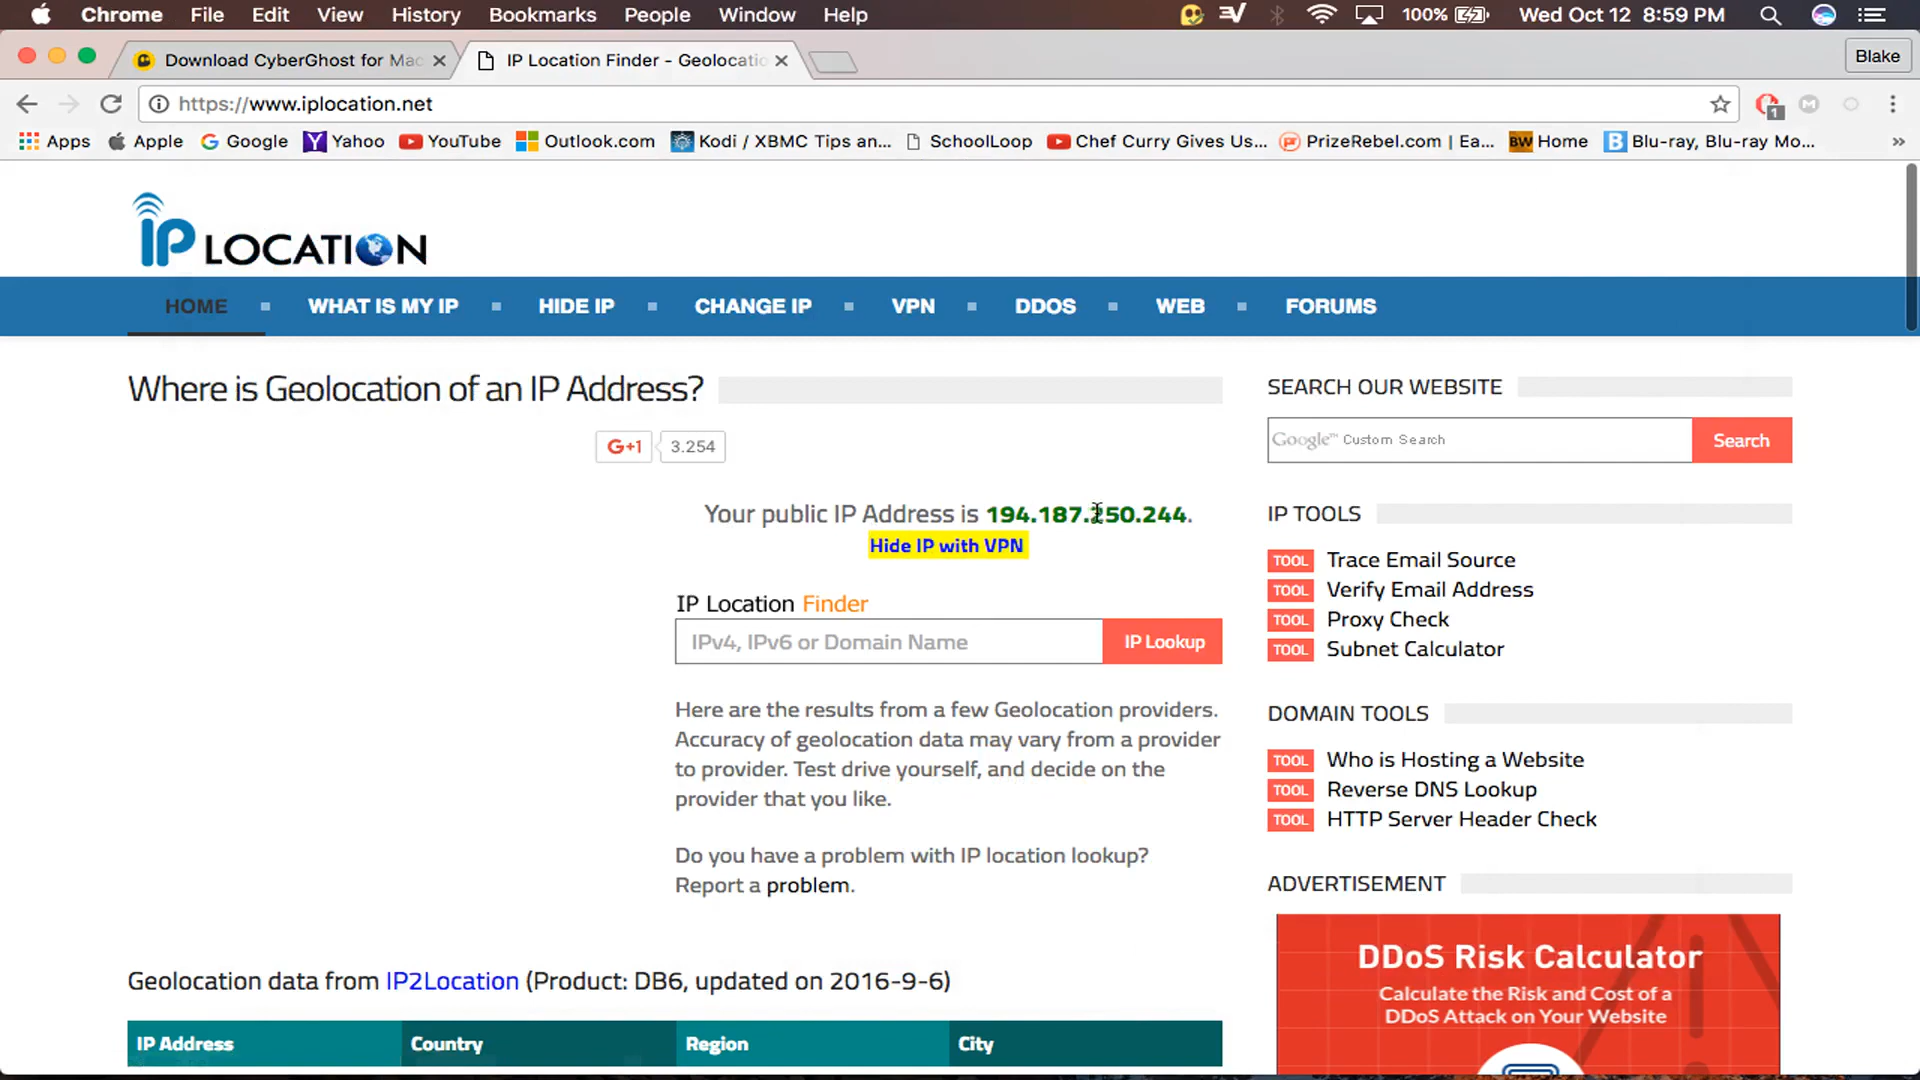 Chrome File Edit View History Bookmarks People Window Help 100% Wed Oct 12 8:59 PM
Download CyberGhost for Mac IP Location Finder - Geolocatio Blake
https://www.iplocation.net 1
Apps Apple Google Yahoo YouTube Outlook.com Kodi / XBMC Tips an... SchoolLoop Chef Curry Gives Us... PrizeRebel.com | Ea... BW Home B Blu-ray, Blu-ray Mo... »
IP LOCATION
HOME WHAT IS MY IP HIDE IP CHANGE IP VPN DDOS WEB FORUMS
Where is Geolocation of an IP Address?
G+1 3.254
Your public IP Address is 194.187.250.244.
Hide IP with VPN
IP Location Finder
IPv4, IPv6 or Domain Name IP Lookup
Here are the results from a few Geolocation providers.
Accuracy of geolocation data may vary from a provider
to provider. Test drive yourself, and decide on the
provider that you like.
Do you have a problem with IP location lookup?
Report a problem.
Geolocation data from IP2Location (Product: DB6, updated on 2016-9-6)
IP Address Country Region City
SEARCH OUR WEBSITE
Google™ Custom Search Search
IP TOOLS
TOOL Trace Email Source
TOOL Verify Email Address
TOOL Proxy Check
TOOL Subnet Calculator
DOMAIN TOOLS
TOOL Who is Hosting a Website
TOOL Reverse DNS Lookup
TOOL HTTP Server Header Check
ADVERTISEMENT
DDoS Risk Calculator
Calculate the Risk and Cost of a
DDoS Attack on Your Website